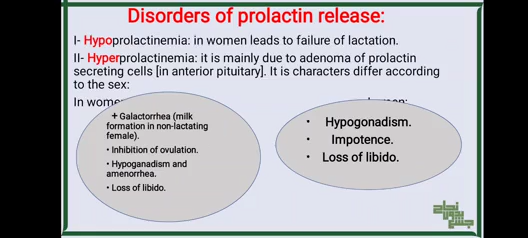 Disorders of prolactin release:
I- Hypoprolactinemia: in women leads to failure of lactation.
II- Hyperprolactinemia: it is mainly due to adenoma of prolactin
secreting cells [in anterior pituitary]. It is characters differ according
to the sex:
In women
+ Galactorrhea (milk
formation in non-lactating
female).
• Inhibition of ovulation.
• Hypoganadism and
amenorrhea.
• Loss of libido.
• Hypogonadism.
• Impotence.
• Loss of libido.